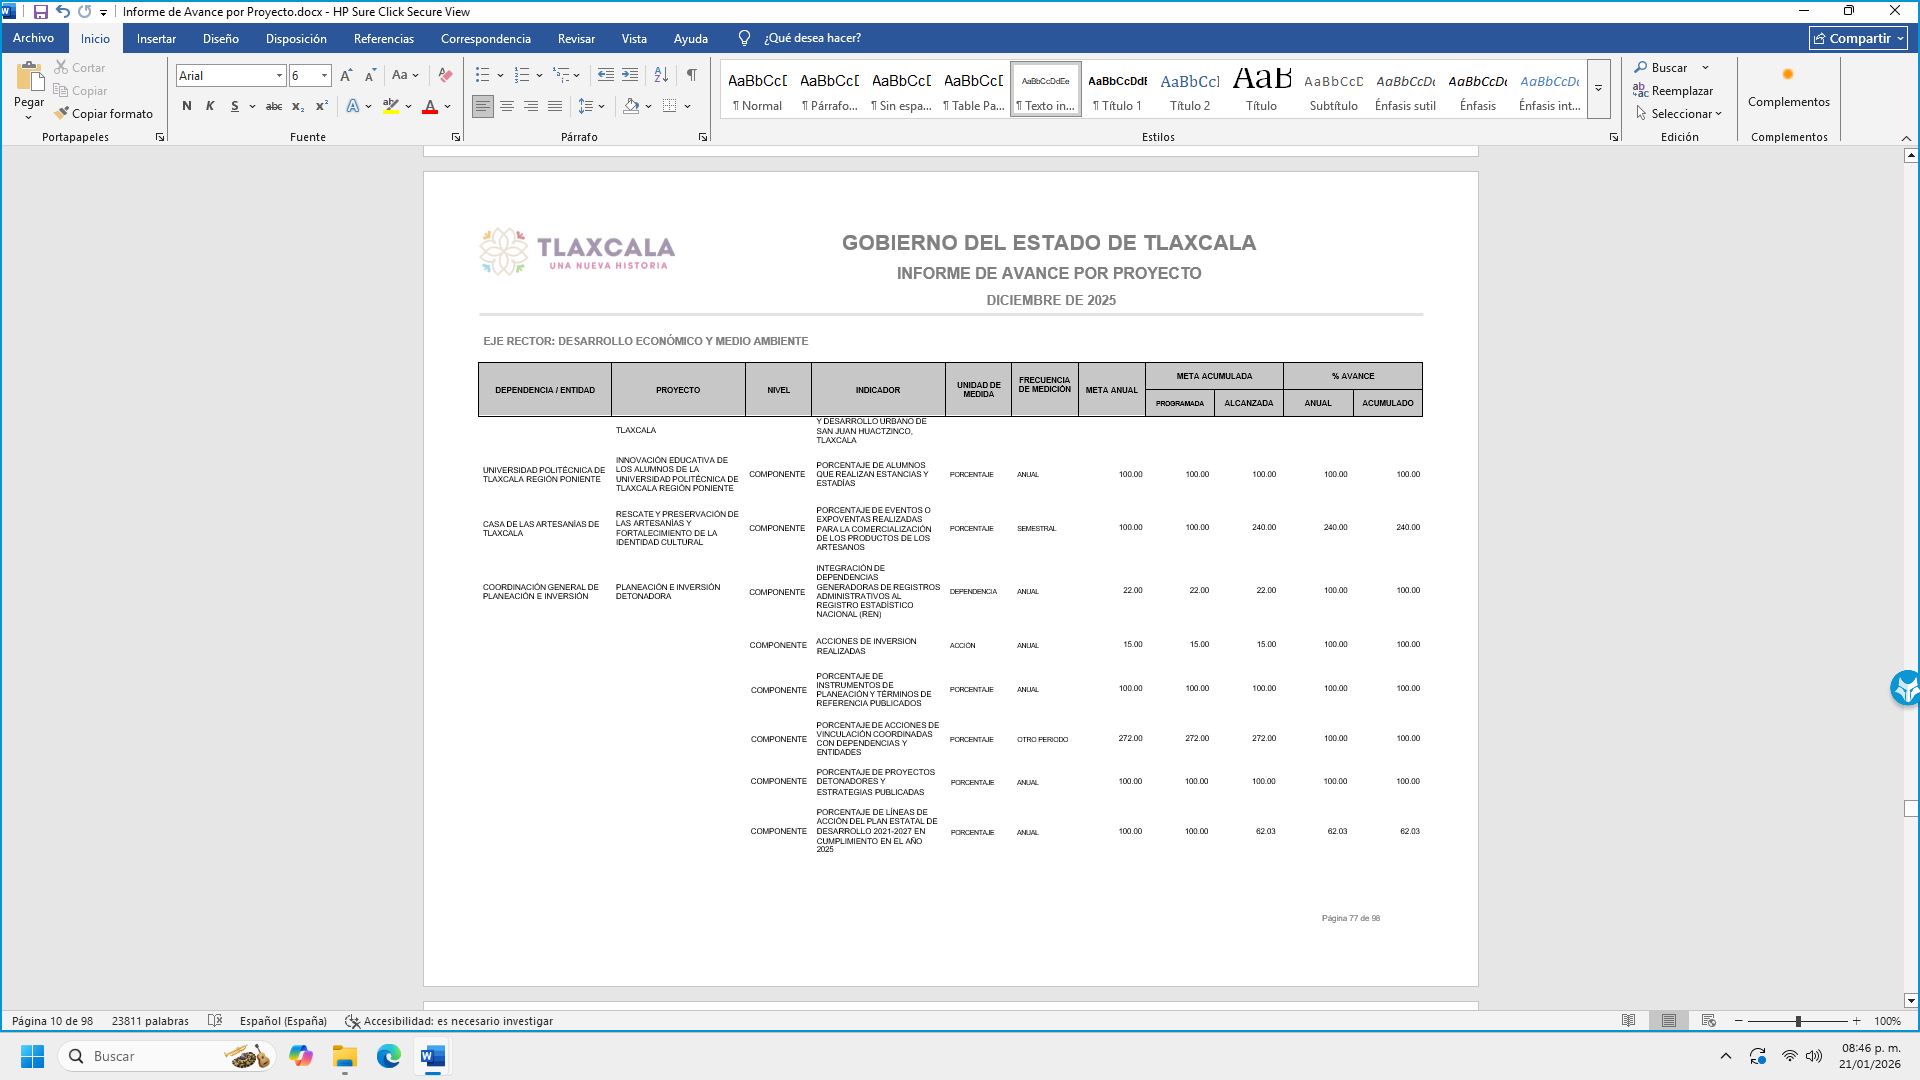 Informe de Avance por Proyecto.docx - HP Sure Click Secure View
Archivo Inicio Insertar Diseño Disposición Referencias Correspondencia Revisar Vista Ayuda ¿Qué desea hacer? Compartir
Pegar
Cortar
Copiar
Copiar formato
Portapapeles
Arial 6
Fuente
Párrafo
AaBbCcD AaBbCcD AaBbCcD AaBbCcD AaBbCcDdEe AaBbCcDdE AaBbCcI AaB AaBbCcD AaBbCcDc AaBbCcDc AaBbCcDc
¶ Normal ¶ Párrafo... ¶ Sin espa... ¶ Table Pa... ¶ Texto in... ¶ Título 1 Título 2 Título Subtítulo Énfasis sutil Énfasis Énfasis int...
Estilos
Buscar
Reemplazar
Seleccionar
Edición
Complementos
Complementos
TLAXCALA
UNA NUEVA HISTORIA
GOBIERNO DEL ESTADO DE TLAXCALA
INFORME DE AVANCE POR PROYECTO
DICIEMBRE DE 2025
EJE RECTOR: DESARROLLO ECONÓMICO Y MEDIO AMBIENTE
DEPENDENCIA / ENTIDAD
PROYECTO
NIVEL
INDICADOR
UNIDAD DE
MEDIDA
FRECUENCIA
DE MEDICIÓN
META ANUAL
META ACUMULADA
PROGRAMADA ALCANZADA
% AVANCE
ANUAL ACUMULADO
TLAXCALA
Y DESARROLLO URBANO DE
SAN JUAN HUACTZINCO,
TLAXCALA
UNIVERSIDAD POLITÉCNICA DE
TLAXCALA REGIÓN PONIENTE
INNOVACIÓN EDUCATIVA DE
LOS ALUMNOS DE LA
UNIVERSIDAD POLITÉCNICA DE
TLAXCALA REGIÓN PONIENTE
COMPONENTE
PORCENTAJE DE ALUMNOS
QUE REALIZAN ESTANCIAS Y
ESTADÍAS
PORCENTAJE ANUAL 100.00 100.00 100.00 100.00 100.00
CASA DE LAS ARTESANÍAS DE
TLAXCALA
RESCATE Y PRESERVACIÓN DE
LAS ARTESANÍAS Y
FORTALECIMIENTO DE LA
IDENTIDAD CULTURAL
COMPONENTE
PORCENTAJE DE EVENTOS O
EXPOVENTAS REALIZADAS
PARA LA COMERCIALIZACIÓN
DE LOS PRODUCTOS DE LOS
ARTESANOS
PORCENTAJE SEMESTRAL 100.00 100.00 240.00 240.00 240.00
COORDINACIÓN GENERAL DE
PLANEACIÓN E INVERSIÓN
PLANEACIÓN E INVERSIÓN
DETONADORA
COMPONENTE
INTEGRACIÓN DE
DEPENDENCIAS
GENERADORAS DE REGISTROS
ADMINISTRATIVOS AL
REGISTRO ESTADÍSTICO
NACIONAL (REN)
DEPENDENCIA ANUAL 22.00 22.00 22.00 100.00 100.00
COMPONENTE
ACCIONES DE INVERSION
REALIZADAS
ACCIÓN ANUAL 15.00 15.00 15.00 100.00 100.00
COMPONENTE
PORCENTAJE DE
INSTRUMENTOS DE
PLANEACIÓN Y TÉRMINOS DE
REFERENCIA PUBLICADOS
PORCENTAJE ANUAL 100.00 100.00 100.00 100.00 100.00
COMPONENTE
PORCENTAJE DE ACCIONES DE
VINCULACIÓN COORDINADAS
CON DEPENDENCIAS Y
ENTIDADES
PORCENTAJE OTRO PERIODO 272.00 272.00 272.00 100.00 100.00
COMPONENTE
PORCENTAJE DE PROYECTOS
DETONADORES Y
ESTRATEGIAS PUBLICADAS
PORCENTAJE ANUAL 100.00 100.00 100.00 100.00 100.00
COMPONENTE
PORCENTAJE DE LÍNEAS DE
ACCIÓN DEL PLAN ESTATAL DE
DESARROLLO 2021-2027 EN
CUMPLIMIENTO EN EL AÑO
2025
PORCENTAJE ANUAL 100.00 100.00 62.03 62.03 62.03
Página 77 de 98
Página 10 de 98 23811 palabras Español (España) Accesibilidad: es necesario investigar 100%
Buscar
08:46 p. m.
21/01/2026